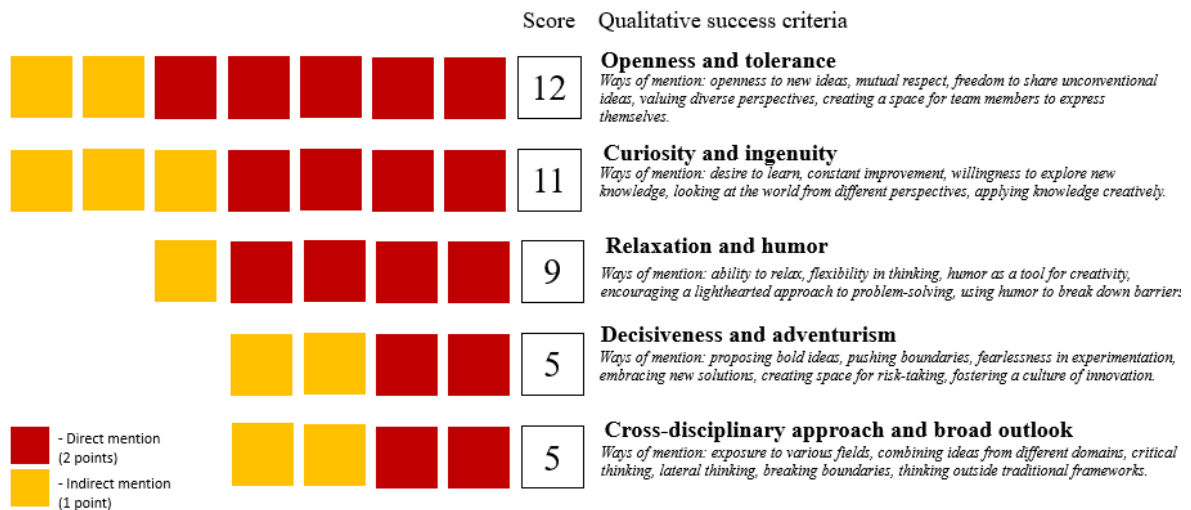 Score Qualitative success criteria
12
Openness and tolerance
Ways of mention: openness to new ideas, mutual respect, freedom to share unconventional
ideas, valuing diverse perspectives, creating a space for team members to express
themselves.
11
Curiosity and ingenuity
Ways of mention: desire to learn, constant improvement, willingness to explore new
knowledge, looking at the world from different perspectives, applying knowledge creatively.
9
Relaxation and humor
Ways of mention: ability to relax, flexibility in thinking, humor as a tool for creativity,
encouraging a lighthearted approach to problem-solving, using humor to break down barriers
5
Decisiveness and adventurism
Ways of mention: proposing bold ideas, pushing boundaries, fearlessness in experimentation,
embracing new solutions, creating space for risk-taking, fostering a culture of innovation.
5
Cross-disciplinary approach and broad outlook
Ways of mention: exposure to various fields, combining ideas from different domains, critical
thinking, lateral thinking, breaking boundaries, thinking outside traditional frameworks.
- Direct mention
(2 points)
- Indirect mention
(1 point)